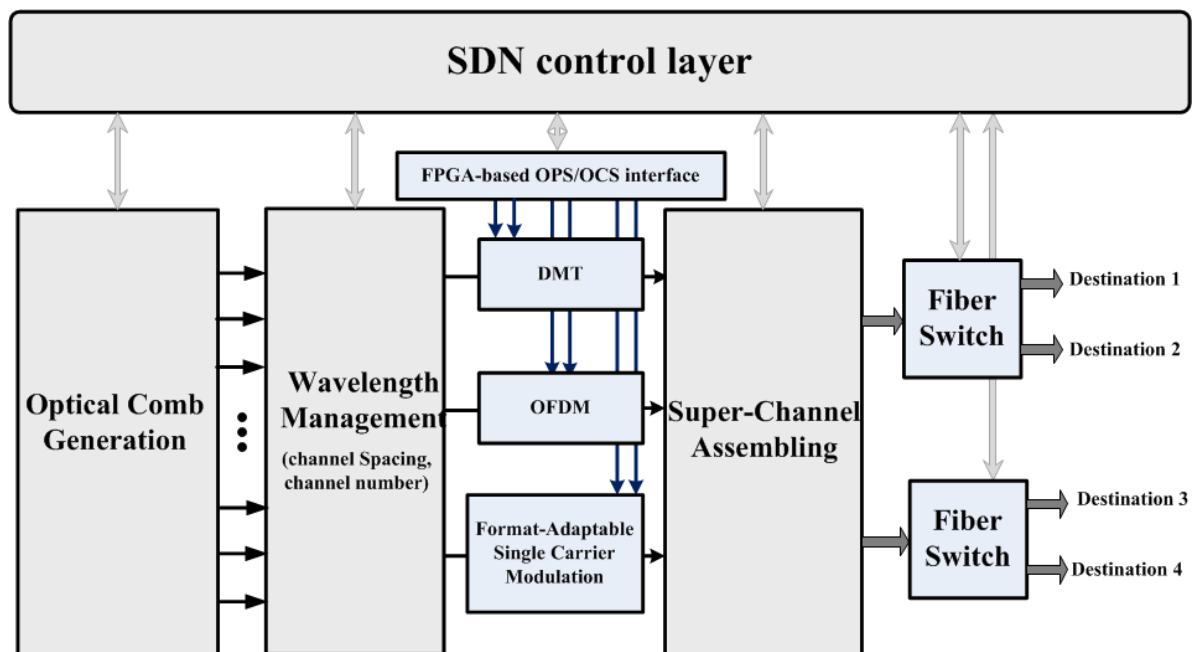 SDN control layer
FPGA-based OPS/OCS interface
Optical Comb
Generation
Wavelength
Management
(channel Spacing,
channel number)
DMT
OFDM
Format-Adaptable
Single Carrier
Modulation
Super-Channel
Assembling
Fiber
Switch
Destination 1
Destination 2
Fiber
Switch
Destination 3
Destination 4